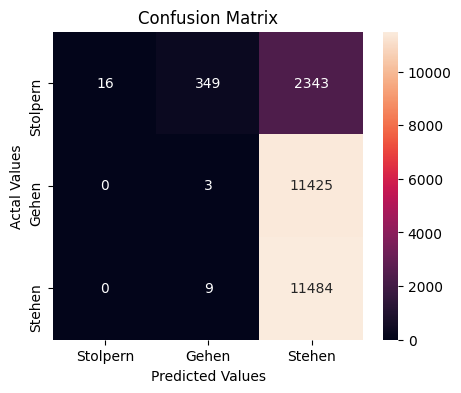 Confusion Matrix
Actal Values
Stolpern
Gehen
Stehen
16 349 2343
0 3 11425
0 9 11484
Stolpern Gehen Stehen
Predicted Values
10000
8000
6000
4000
2000
0